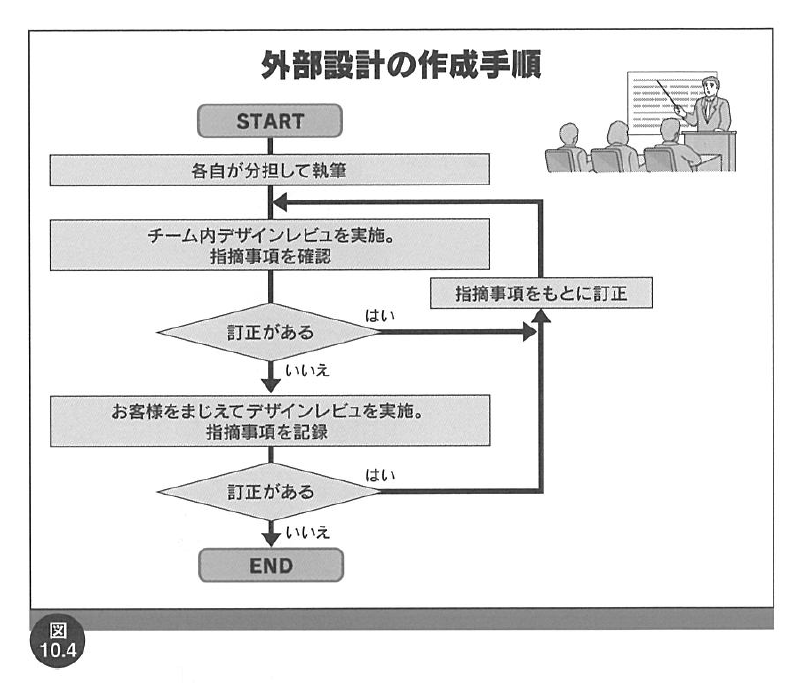 外部設計の作成手順
START
各自が分担して執筆
チーム内デザインレビュを実施。
指摘事項を確認
指摘事項をもとに訂正
訂正がある
はい
いいえ
お客様をまじえてデザインレビュを実施。
指摘事項を記録
訂正がある
はい
いいえ
END
図
10.4